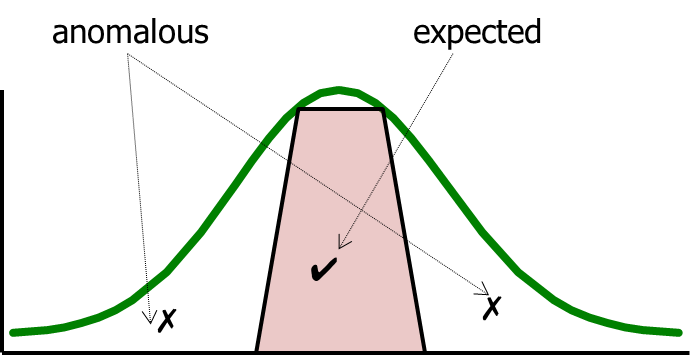 anomalous expected
✓
✗ ✗